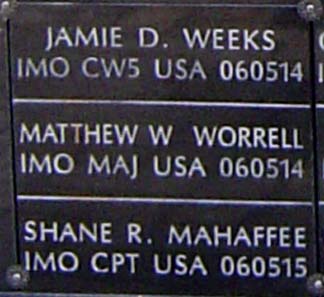 JAMIE D. WEEKS
IMO CW5 USA 060514
MATTHEW W WORRELL
IMO MAJ USA 060514
SHANE R. MAHAFFEE
IMO CPT USA 060515